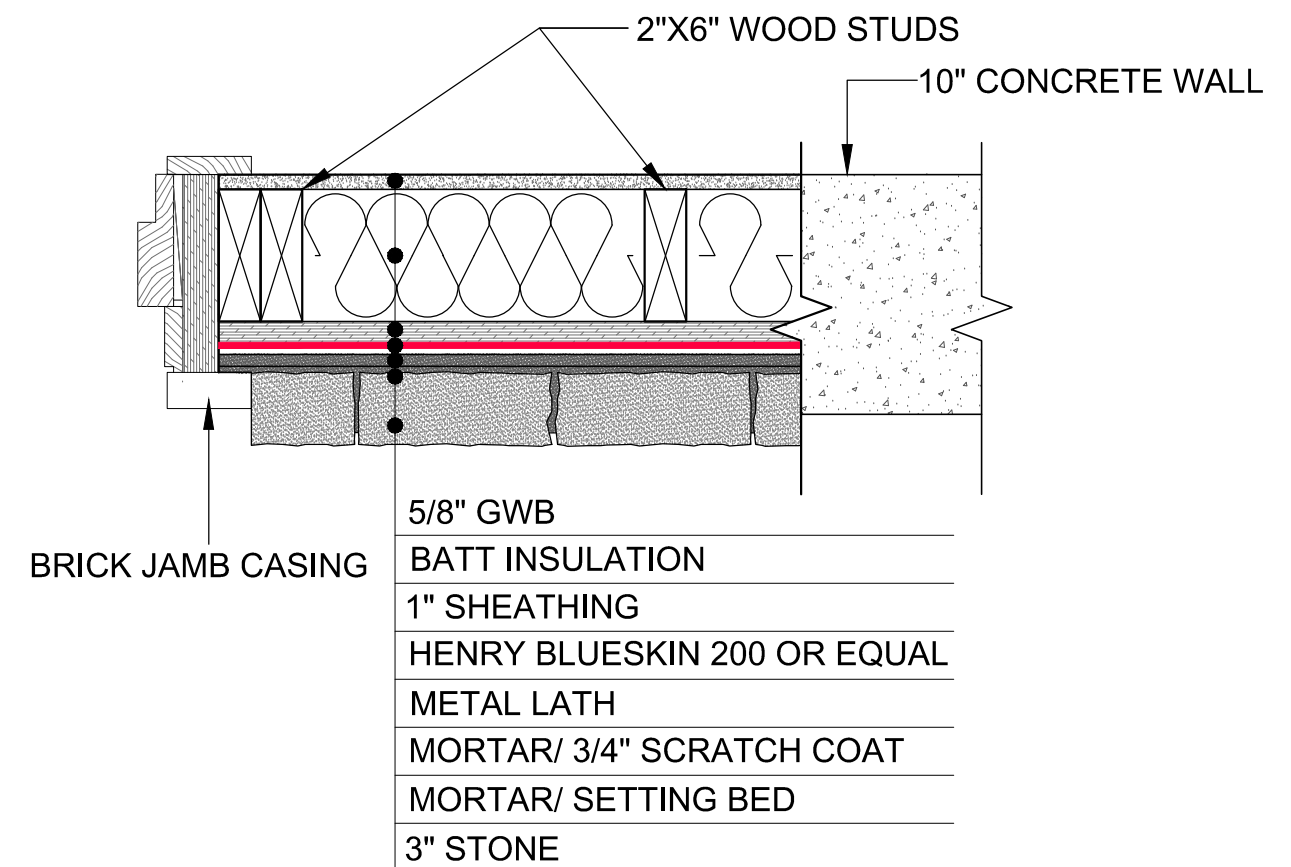 2"X6" WOOD STUDS
10" CONCRETE WALL
BRICK JAMB CASING
5/8" GWB
BATT INSULATION
1" SHEATHING
HENRY BLUESKIN 200 OR EQUAL
METAL LATH
MORTAR/ 3/4" SCRATCH COAT
MORTAR/ SETTING BED
3" STONE